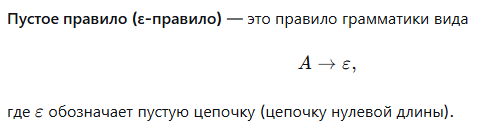 Пустое правило (ε-правило) — это правило грамматики вида
A → ε,
где ε обозначает пустую цепочку (цепочку нулевой длины).